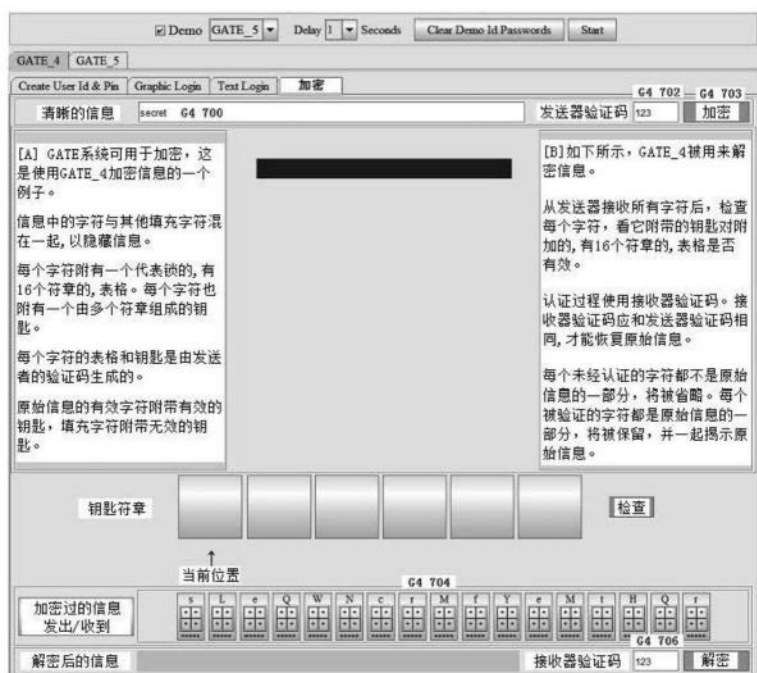 Demo GATE_5 Delay 1 Seconds Clear Demo Id Passwords Start
GATE_4 GATE_5
Create User Id & Pin Graphic Login Text Login 加密
G4 702 G4 703
清晰的信息 secret G4 700 发送器验证码 123 加密
[A] GATE系统可用于加密，这
是使用GATE_4加密信息的一个
例子。
信息中的字符与其他填充字符混
在一起，以隐藏信息。
每个字符附有一个代表锁的，有
16个符章的，表格。每个字符也
附有一个由多个符章组成的钥
匙。
每个字符的表格和钥匙是由发送
者的验证码生成的。
原始信息的有效字符附带有效的
钥匙，填充字符附带无效的钥
匙。
[B]如下所示，GATE_4被用来解
密信息。
从发送器接收所有字符后，检查
每个字符，看它附带的钥匙对附
加的，有16个符章的，表格是否
有效。
认证过程使用接收器验证码。接
收器验证码应和发送器验证码相
同，才能恢复原始信息。
每个未经认证的字符都不是原始
信息的一部分，将被省略。每个
被验证的字符都是原始信息的一
部分，将被保留，并一起揭示原
始信息。
钥匙符章 检查
↑
当前位置
G4 704
s L e Q W N c r M f Y e M t H Q r
加密过的信息
发出/收到
G4 706
解密后的信息 接收器验证码 123 解密